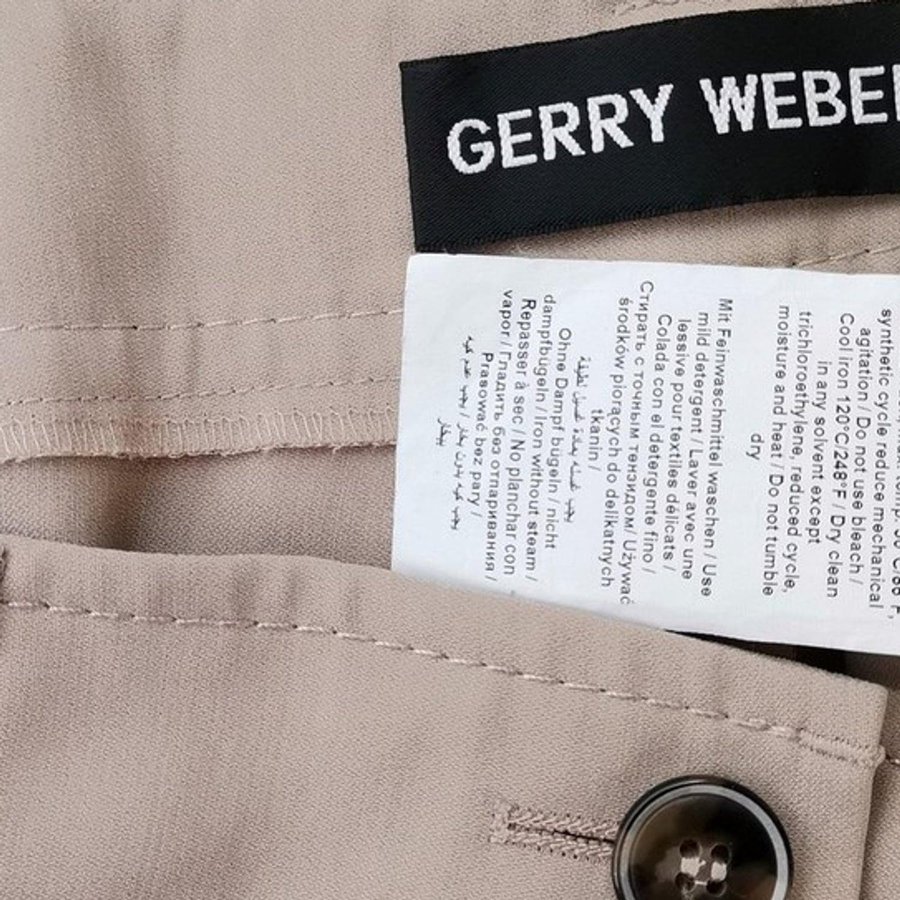 GERRY WEBE
synthetic cycle reduce mechanical
agitation / Do not use bleach /
Cool iron 120°C/248°F / Dry clean
in any solvent except
trichloroethylene, reduced cycle,
moisture and heat / Do not tumble
dry
Mit Feinwaschmittel waschen / Use
mild detergent / Laver avec une
lessive pour textiles délicats /
Colada con el detergente fino /
Стирать с точным тензидом / Używać
środków piorących do delikatnych
tkanin /
Ohne Dampf bügeln / nicht
dampfbügeln / Iron without steam /
Repasser à sec / No planchar con
vapor / Гладить без отпаривания /
Prasować bez pary /